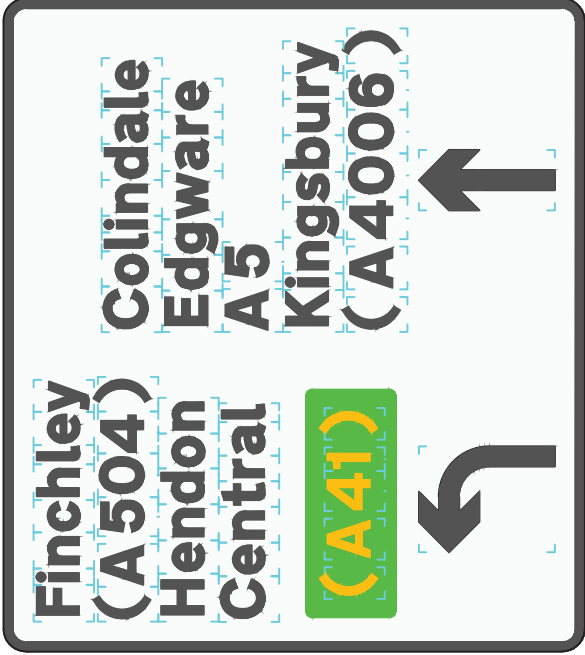 Finchley
(A504)
Hendon
Central
(A41)
Colindale
Edgware
A5
Kingsbury
(A4006)